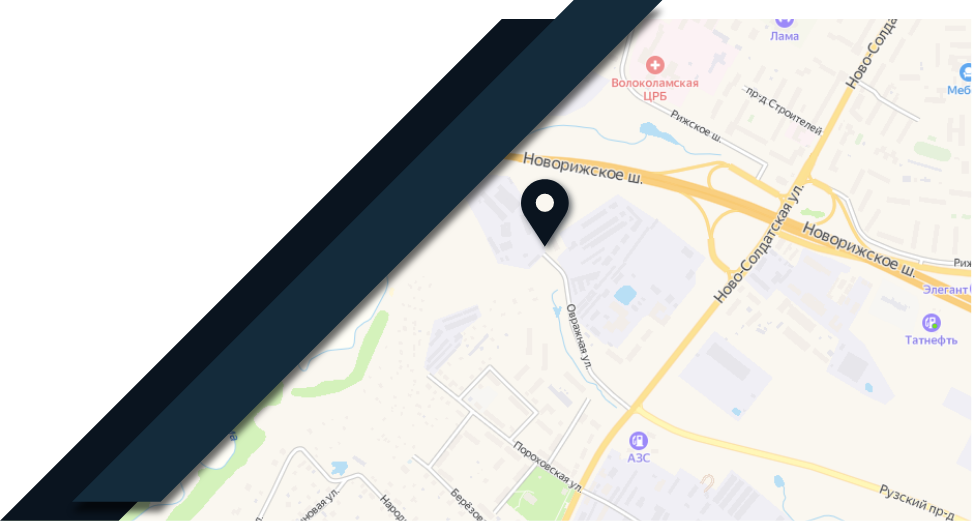 Лама
Ново-Солда
Волоколамская
ЦРБ
Меб
пр-д Строителей
Рижское ш.
Новорижское ш.
Ново-Солдатская ул.
Новорижское ш.
Риж
Элегант
Татнефть
Овражная ул.
АЗС
Пороховская ул.
Рузский пр-д
Берёзов
Народ
новая ул.